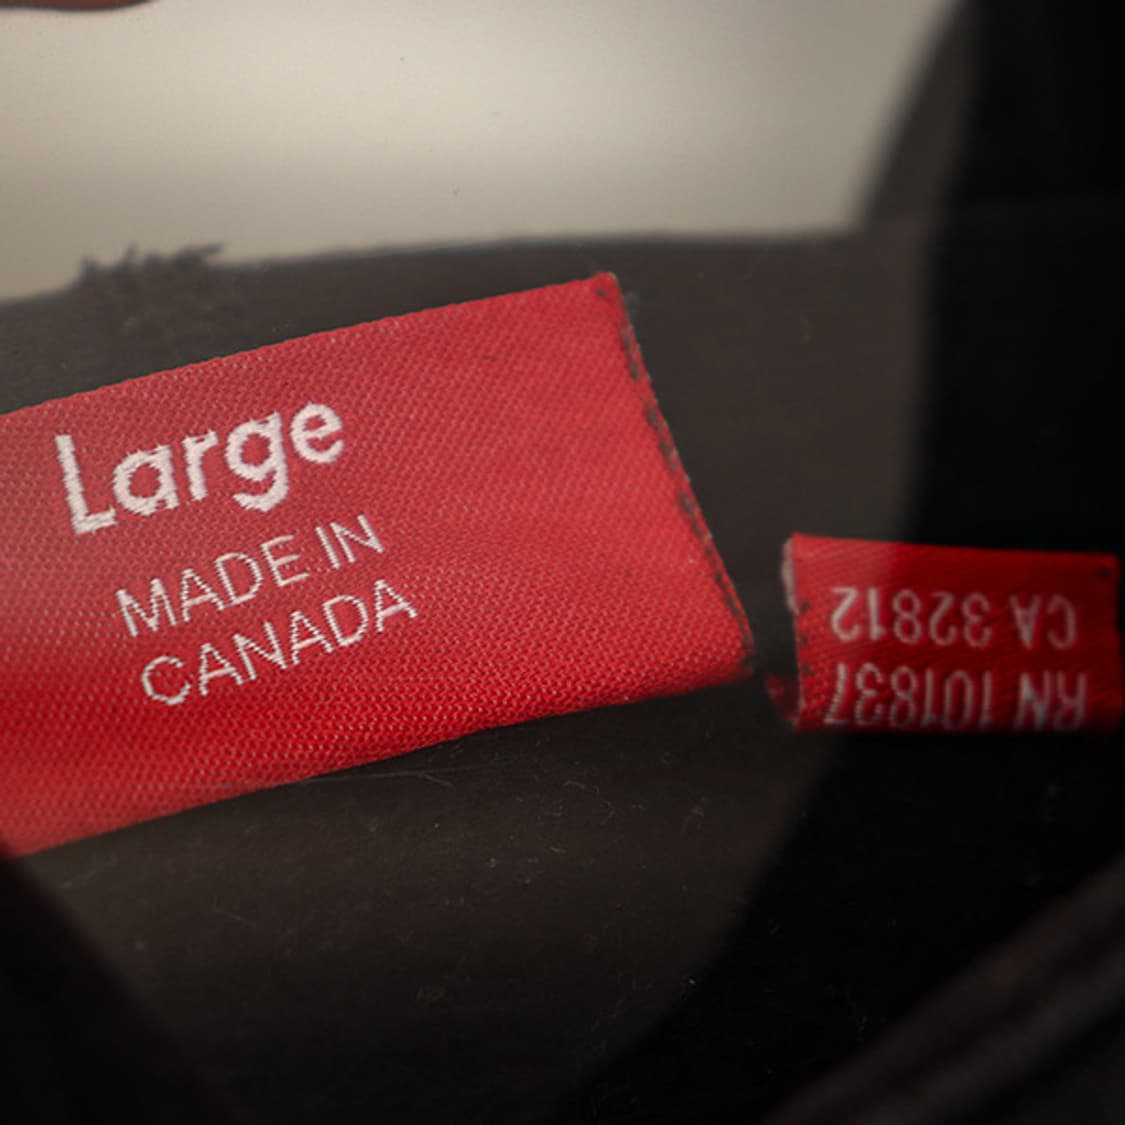 Large
MADE IN
CANADA
RN 101837
CA 32812